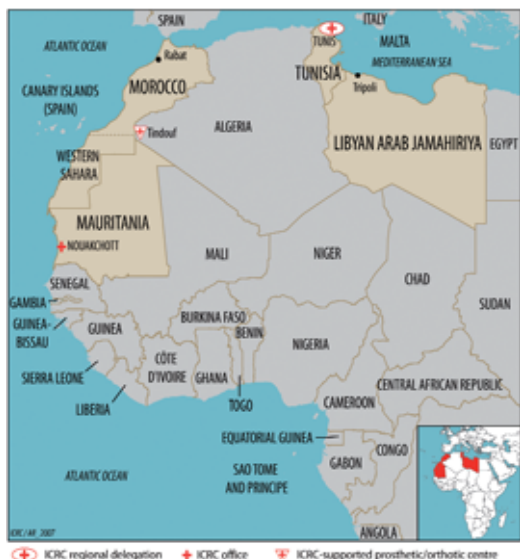 SPAIN
ITALY
ATLANTIC OCEAN
TUNIS
MALTA
Rabat
MEDITERRANEAN SEA
TUNISIA
MOROCCO
Tripoli
CANARY ISLANDS
(SPAIN)
ALGERIA
Tindouf
LIBYAN ARAB JAMAHIRIYA
EGYPT
WESTERN
SAHARA
MAURITANIA
NOUAKCHOTT
MALI
NIGER
CHAD
SENEGAL
SUDAN
GAMBIA
BURKINA FASO
GUINEA-
BISSAU
GUINEA
BENIN
NIGERIA
CÔTE
D'IVOIRE
GHANA
SIERRA LEONE
CENTRAL AFRICAN REPUBLIC
LIBERIA
TOGO
CAMEROON
EQUATORIAL GUINEA
CONGO
GABON
SAO TOME
AND PRINCIPE
ATLANTIC OCEAN
ANGOLA
ICRC/AR_2007
ICRC regional delegation
ICRC office
ICRC-supported prosthetic/orthotic centre